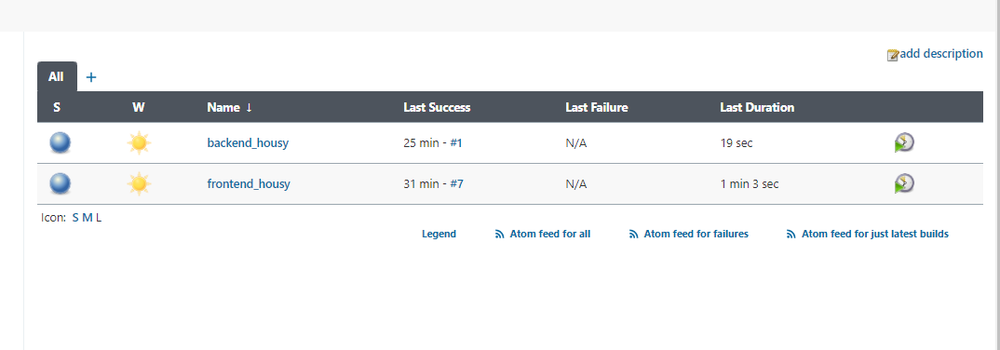 add description
All +
S W Name ↓ Last Success Last Failure Last Duration
backend_housy 25 min - #1 N/A 19 sec
frontend_housy 31 min - #7 N/A 1 min 3 sec
Icon: S M L
Legend Atom feed for all Atom feed for failures Atom feed for just latest builds